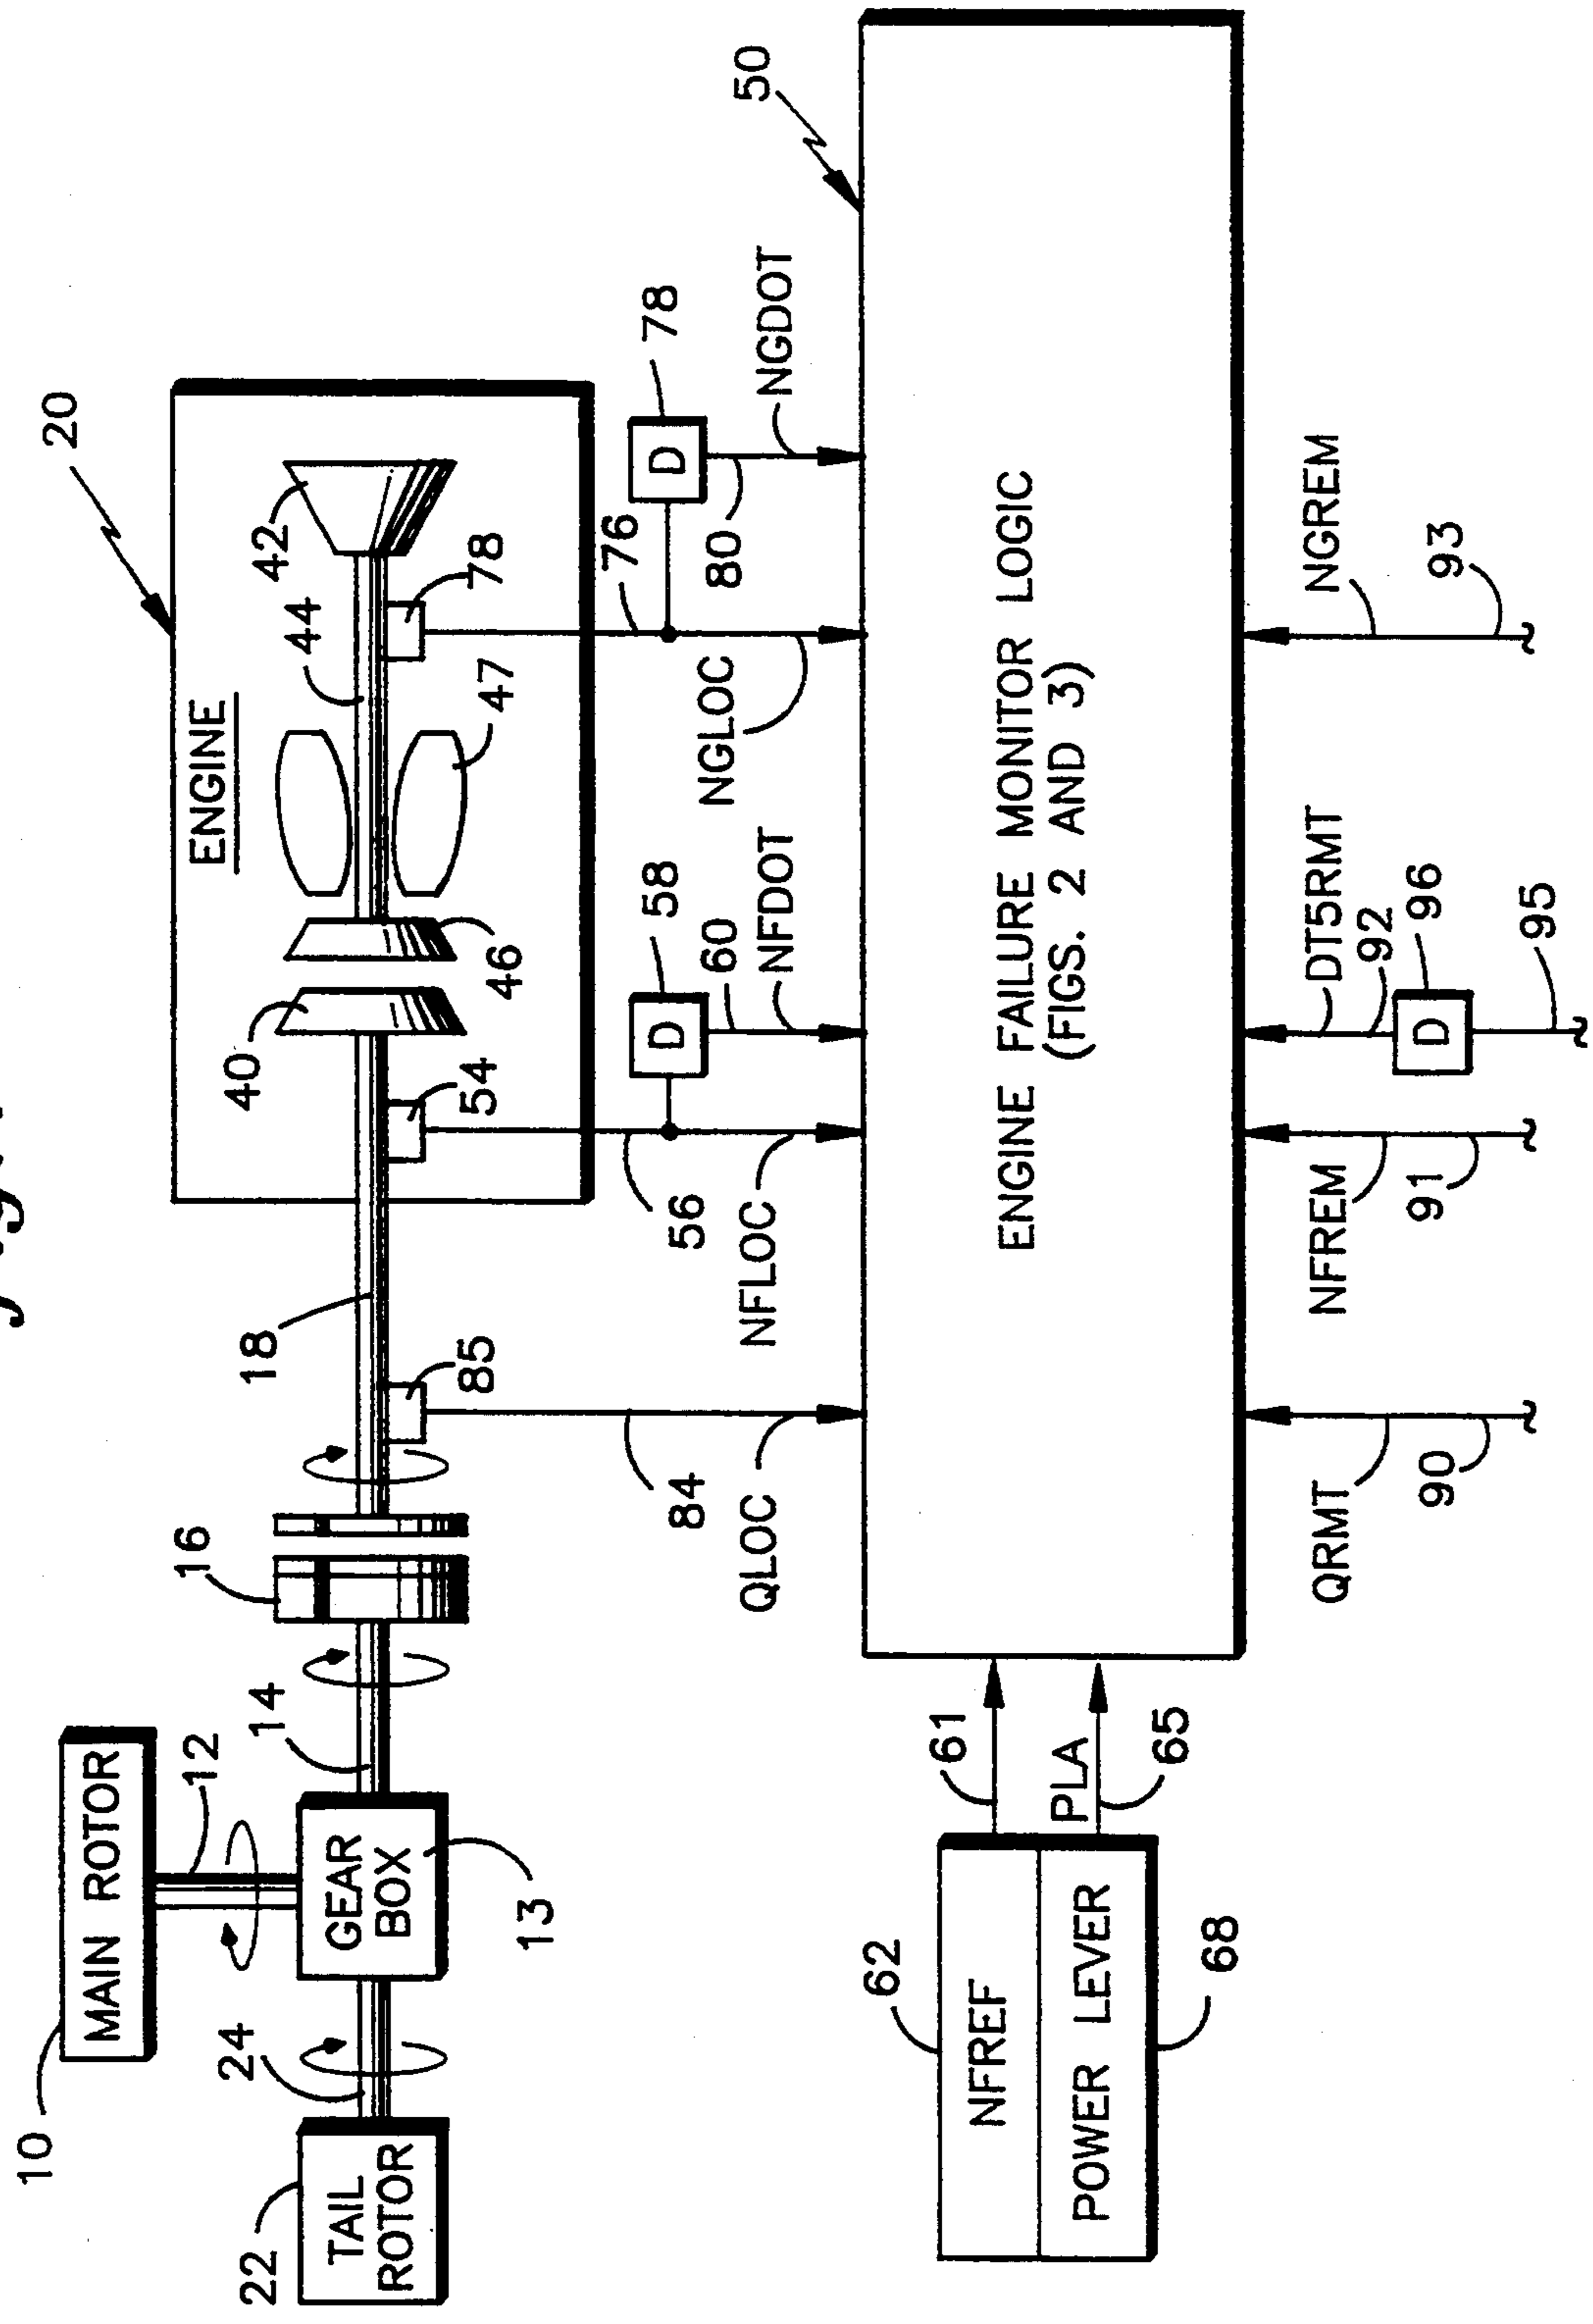 20
10
MAIN ROTOR
12
16
ENGINE
22
24
14
18
40
42
44
TAIL
ROTOR
GEAR
BOX
13
85
54
46
47
78
84
56
58
76
78
D
D
60
80
QLOC
NFLOC
NFDOT
NGLOC
NGDOT
50
62
61
NFREF
PLA
POWER LEVER
65
68
ENGINE FAILURE MONITOR LOGIC
(FIGS. 2 AND 3)
QRMT
NFREM
DT5RMT
NGREM
92
90
91
D
96
93
95